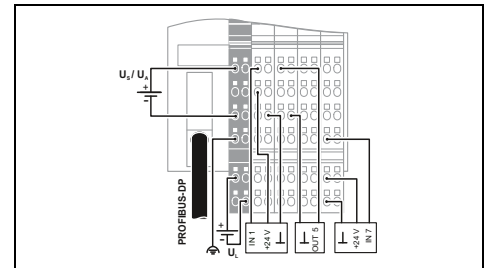 US / UA
+
-
PROFIBUS-DP
+
-
UL
IN 1
+24 V
OUT 5
+24 V
IN 7